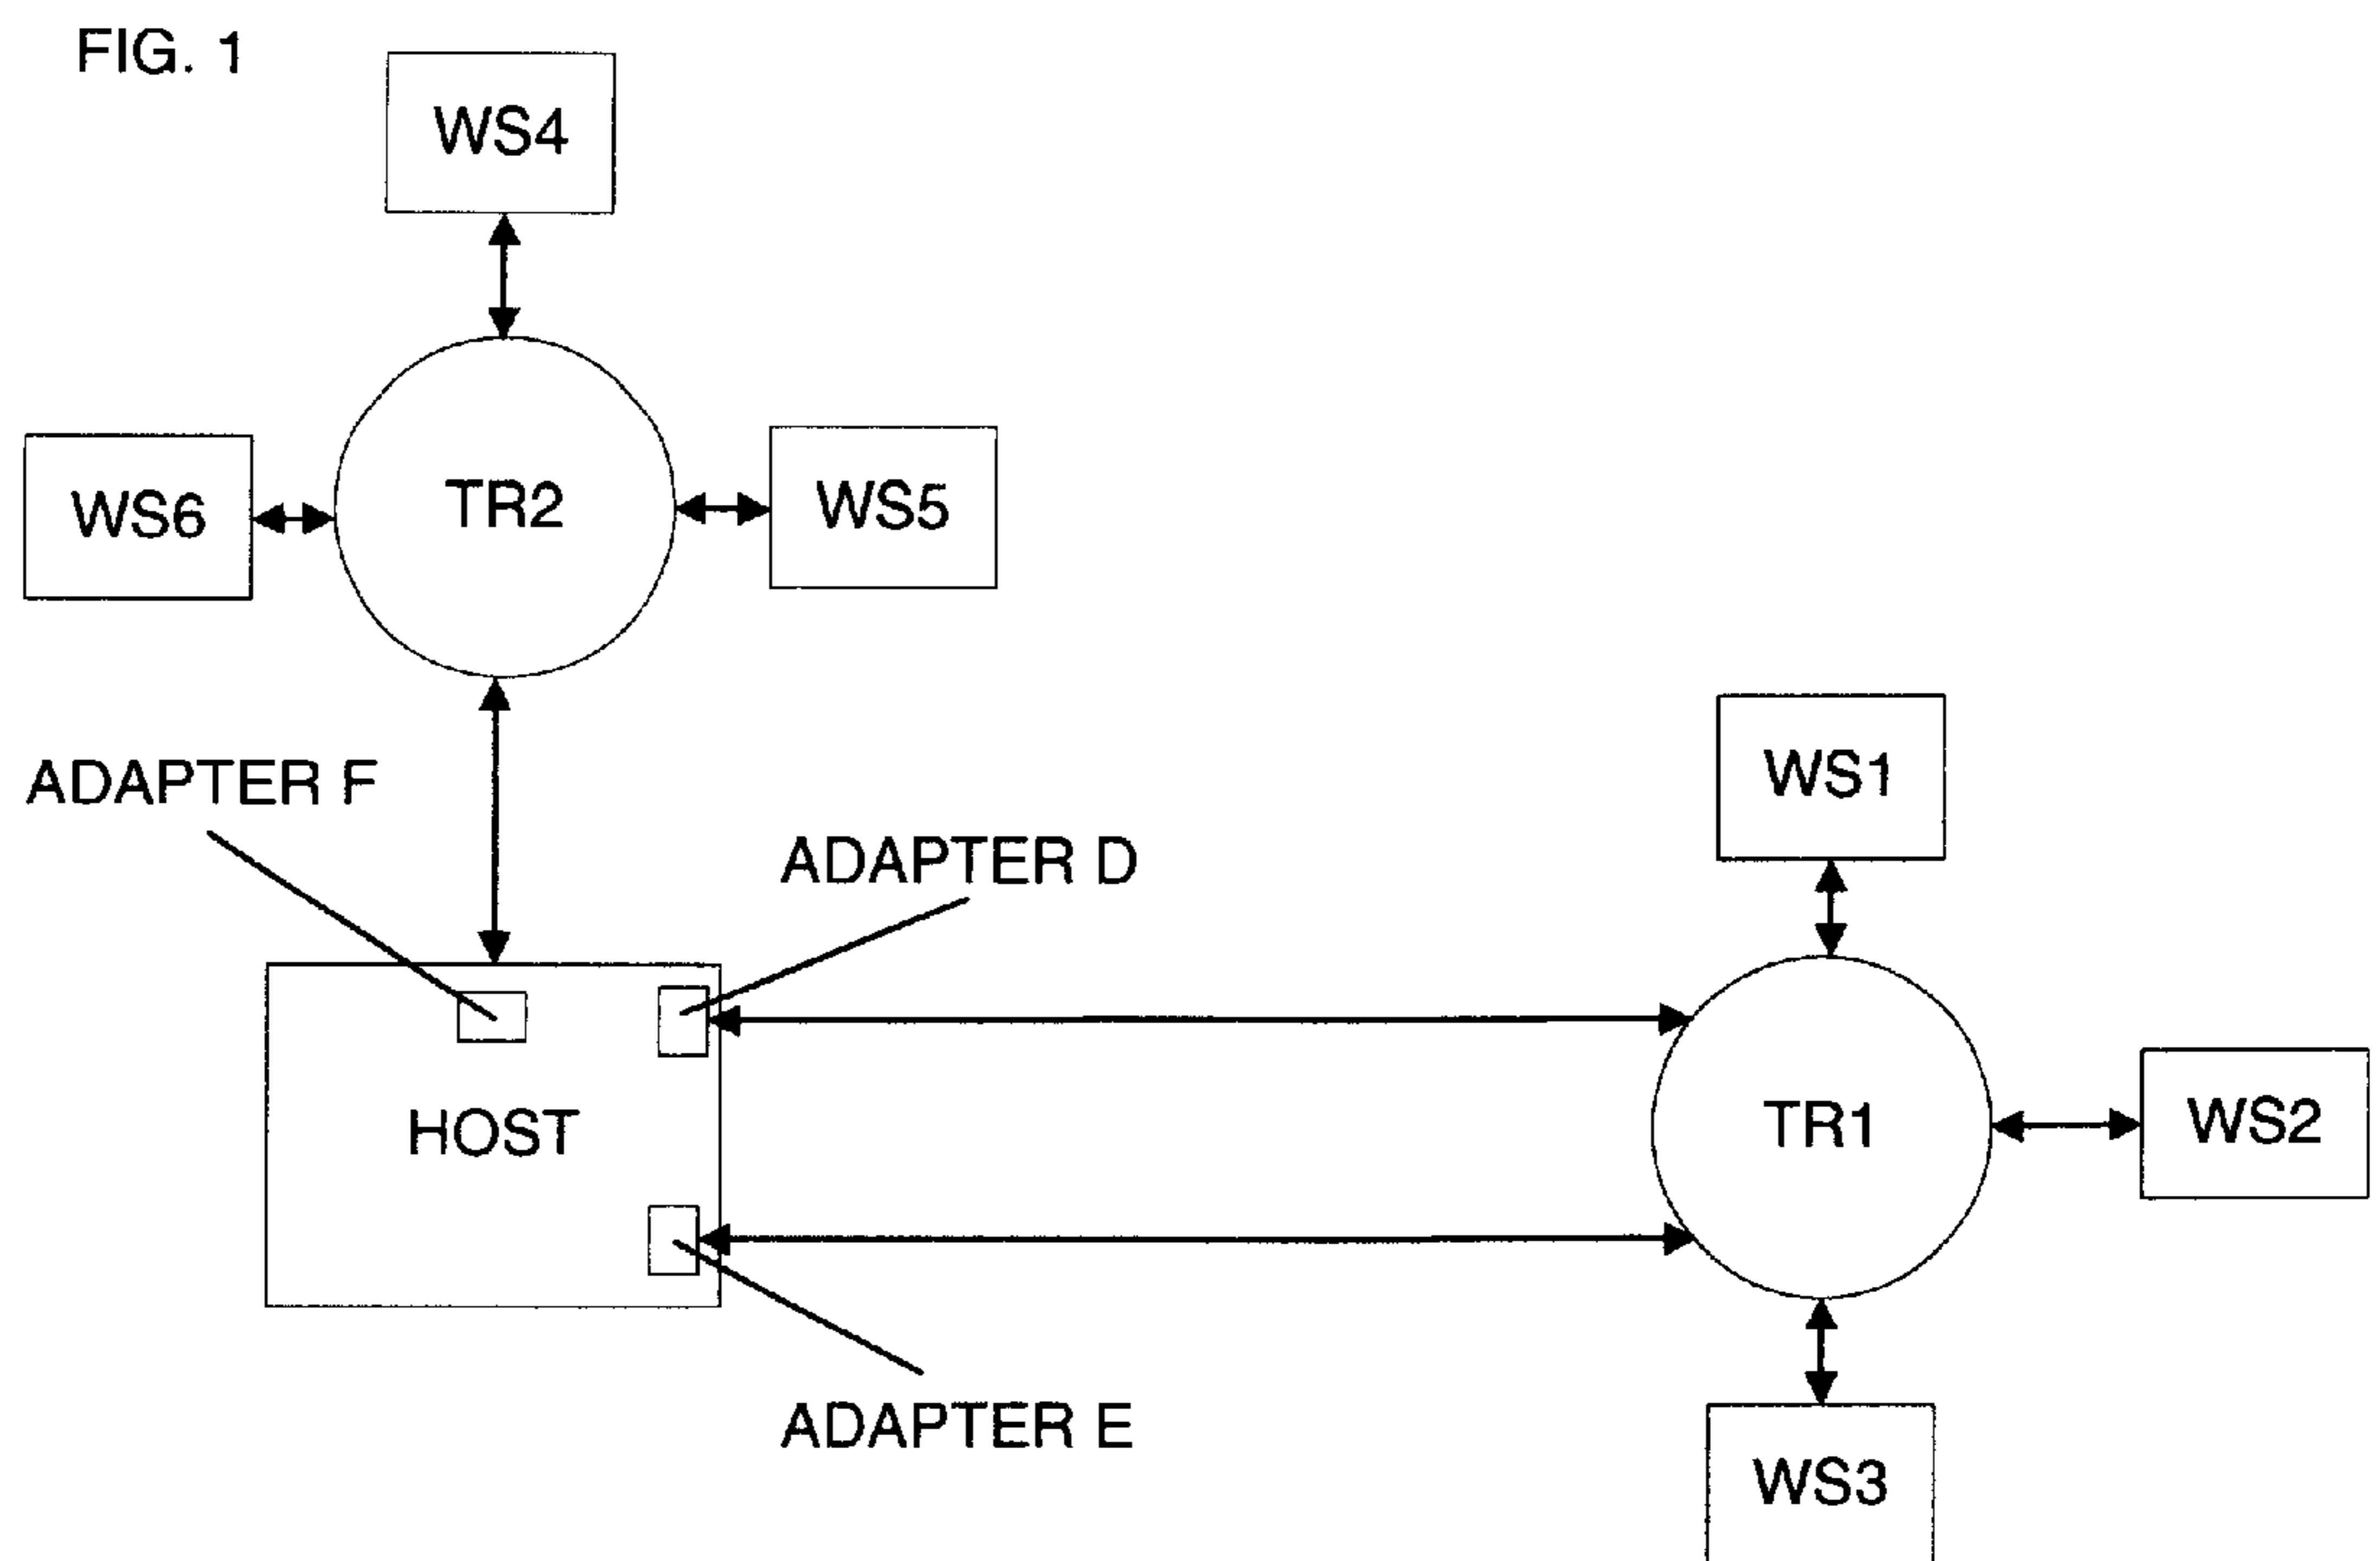 FIG. 1
WS4
WS6
TR2
WS5
ADAPTER F
ADAPTER D
WS1
HOST
TR1
WS2
ADAPTER E
WS3